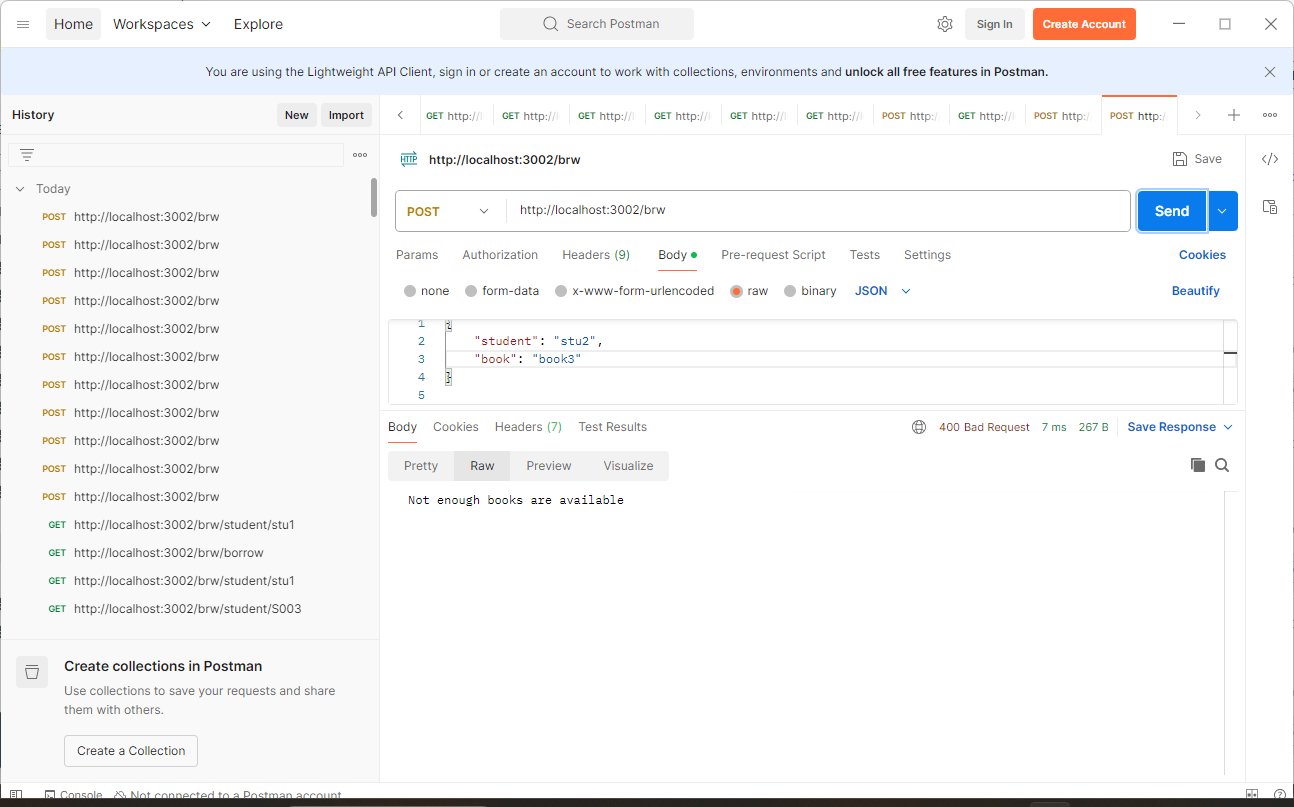 Home Workspaces Explore Search Postman Sign In Create Account
You are using the Lightweight API Client, sign in or create an account to work with collections, environments and unlock all free features in Postman.
History New Import
GET http:// GET http:// GET http:// GET http:// GET http:// GET http:// POST http: GET http:// POST http: POST http:/
HTTP http://localhost:3002/brw Save
Today
POST http://localhost:3002/brw
POST http://localhost:3002/brw
POST http://localhost:3002/brw
POST http://localhost:3002/brw
POST http://localhost:3002/brw
POST http://localhost:3002/brw
POST http://localhost:3002/brw
POST http://localhost:3002/brw
POST http://localhost:3002/brw
POST http://localhost:3002/brw
POST http://localhost:3002/brw
GET http://localhost:3002/brw/student/stu1
GET http://localhost:3002/brw/borrow
GET http://localhost:3002/brw/student/stu1
GET http://localhost:3002/brw/student/S003
Create collections in Postman
Use collections to save your requests and share
them with others.
Create a Collection
POST http://localhost:3002/brw Send
Params Authorization Headers (9) Body Pre-request Script Tests Settings Cookies
none form-data x-www-form-urlencoded raw binary JSON Beautify
1 {
2 "student": "stu2",
3 "book": "book3"
4 }
5
Body Cookies Headers (7) Test Results 400 Bad Request 7 ms 267 B Save Response
Pretty Raw Preview Visualize
Not enough books are available
Console Not connected to a Postman account